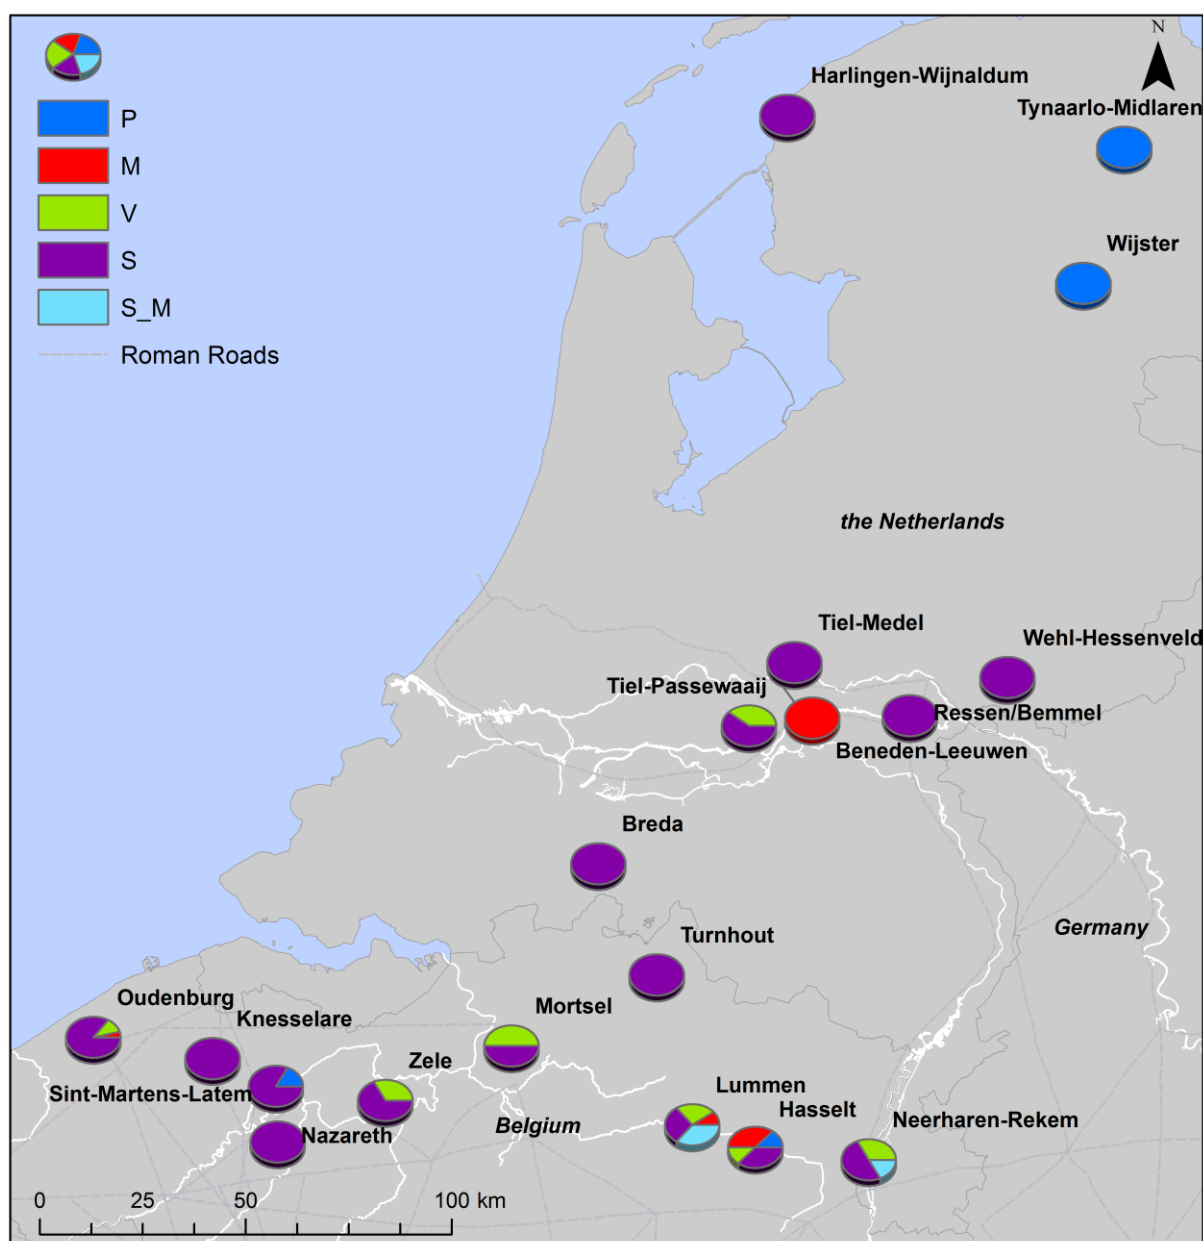 N
P
M
V
S
S_M
Roman Roads
Harlingen-Wijnaldum
Tynaarlo-Midlaren
Wijster
the Netherlands
Tiel-Medel
Wehl-Hessenveld
Tiel-Passewaaij
Ressen/Bemmel
Beneden-Leeuwen
Breda
Germany
Turnhout
Oudenburg
Knesselare
Mortsel
Zele
Sint-Martens-Latem
Lummen
Hasselt
Nazareth
Belgium
Neerharen-Rekem
0 25 50 100 km